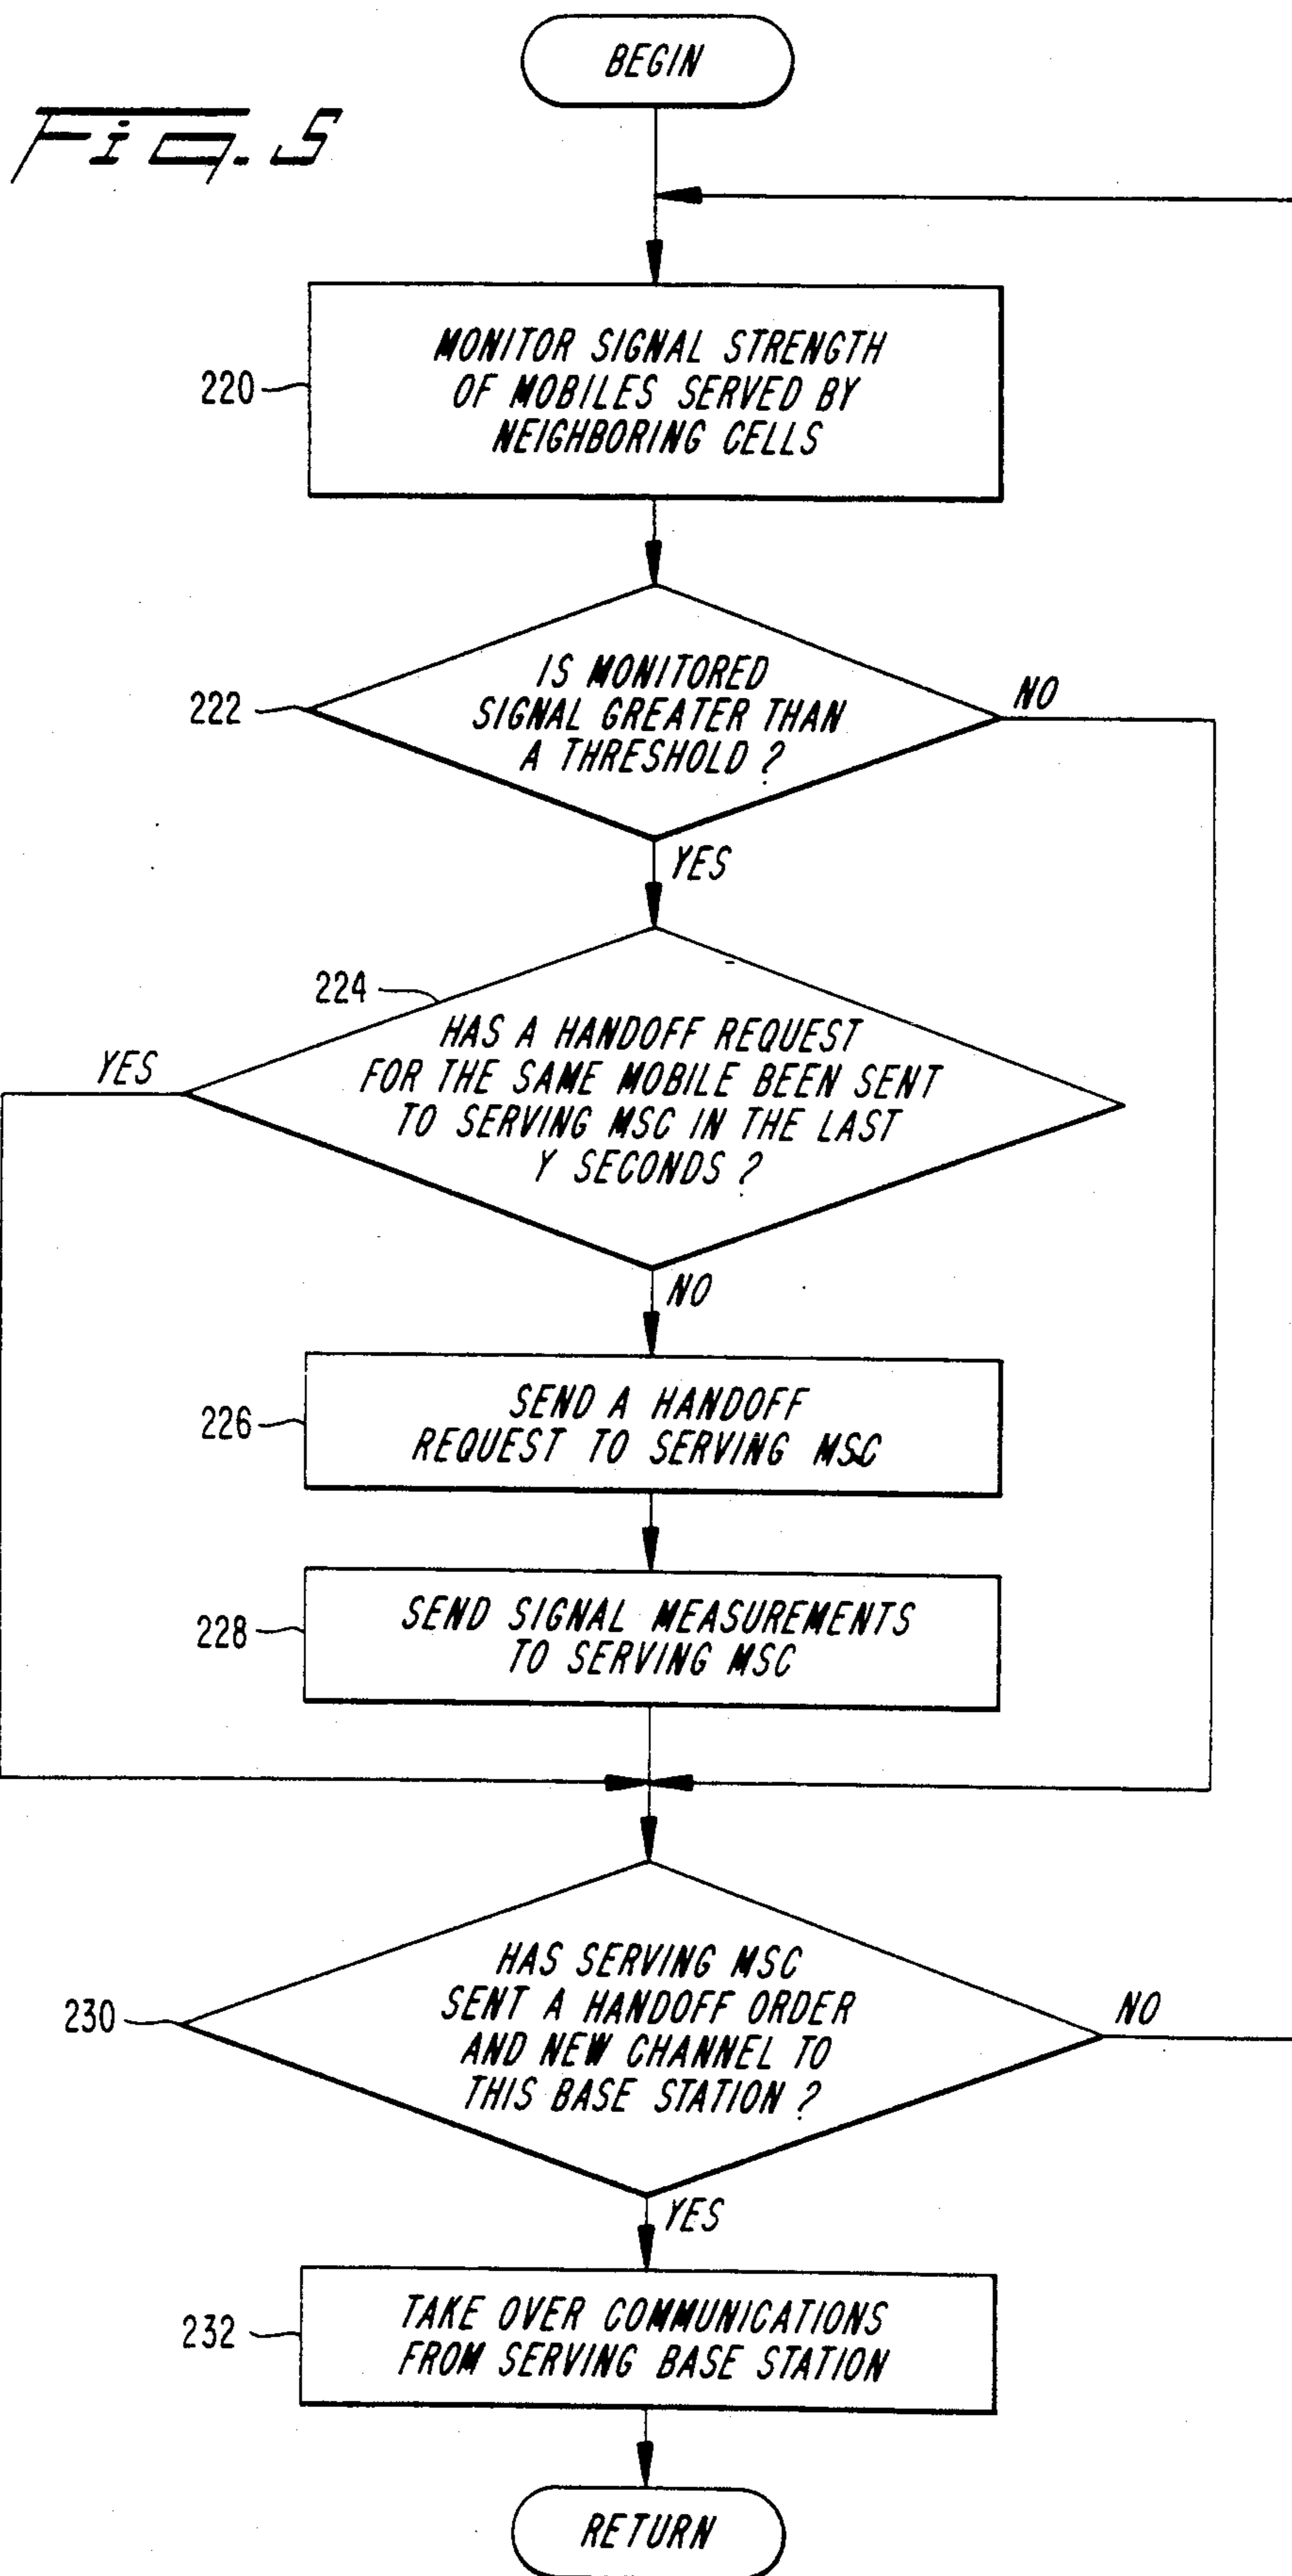 Fig. 5
BEGIN
220
MONITOR SIGNAL STRENGTH
OF MOBILES SERVED BY
NEIGHBORING CELLS
222
IS MONITORED
SIGNAL GREATER THAN
A THRESHOLD ?
NO
YES
224
HAS A HANDOFF REQUEST
FOR THE SAME MOBILE BEEN SENT
TO SERVING MSC IN THE LAST
Y SECONDS ?
YES
NO
226
SEND A HANDOFF
REQUEST TO SERVING MSC
228
SEND SIGNAL MEASUREMENTS
TO SERVING MSC
230
HAS SERVING MSC
SENT A HANDOFF ORDER
AND NEW CHANNEL TO
THIS BASE STATION ?
NO
YES
232
TAKE OVER COMMUNICATIONS
FROM SERVING BASE STATION
RETURN